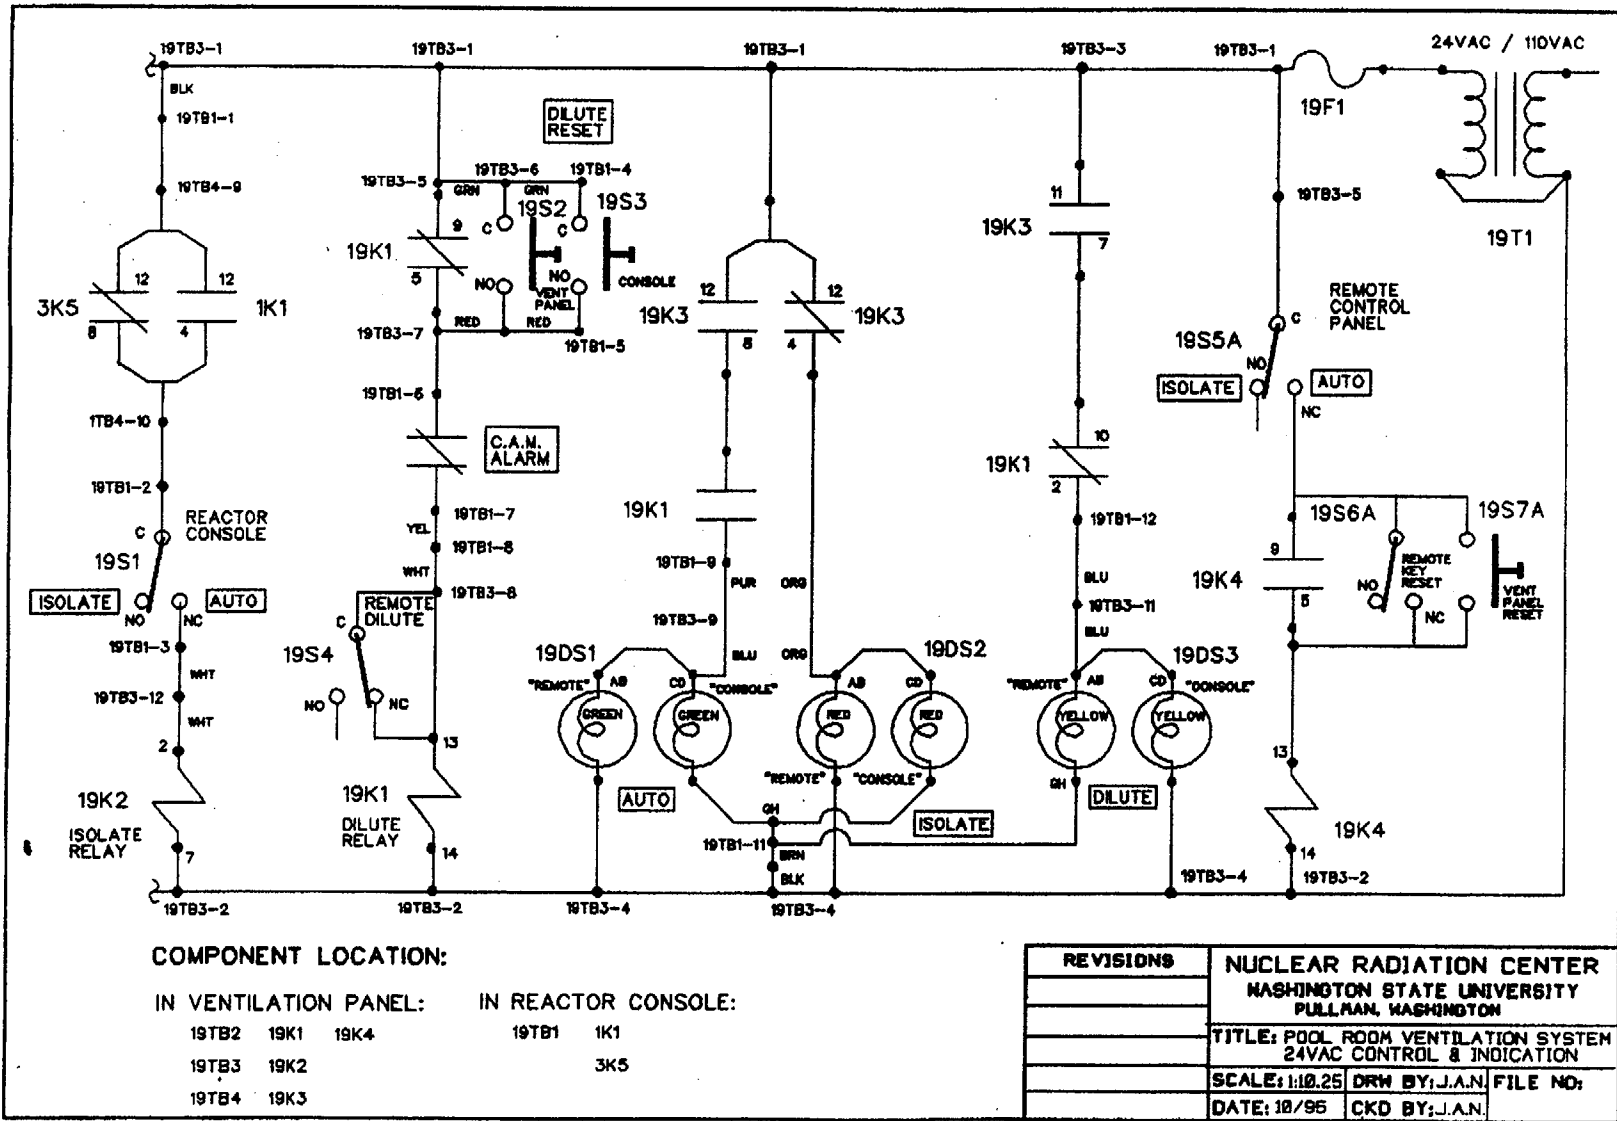 19TB3-1
19TB3-1
19TB3-1
19TB3-3
19TB3-1
24VAC / 110VAC
BLK
19TB1-1
19TB4-9
12
12
3K5
1K1
8
4
1TB4-10
19TB1-2
C
REACTOR
CONSOLE
19S1
ISOLATE
AUTO
NO
NC
19TB1-3
WHT
19TB3-12
WHT
2
19K2
ISOLATE
RELAY
7
19TB3-2
DILUTE
RESET
19TB3-6
19TB1-4
19TB3-5
GRN
GRN
19S2
19S3
9
C
C
19K1
5
NO
NO
VENT
PANEL
CONSOLE
RED
RED
19TB3-7
19TB1-5
19TB1-6
C.A.M.
ALARM
19TB1-7
YEL
19TB1-8
WHT
19TB3-8
REMOTE
DILUTE
C
19S4
NO
NC
13
19K1
DILUTE
RELAY
14
19TB3-2
12
12
19K3
19K3
8
4
19K1
19TB1-9
PUR
ORG
19TB3-9
BLU
ORG
19DS1
19DS2
"REMOTE"
AB
CD
"CONSOLE"
AB
CD
GREEN
GREEN
RED
RED
"REMOTE"
"CONSOLE"
AUTO
GH
ISOLATE
19TB1-11
BRN
BLK
19TB3-4
19TB3-4
11
19K3
7
10
19K1
2
19TB1-12
BLU
19TB3-11
BLU
19DS3
"REMOTE"
AB
CD
"CONSOLE"
YELLOW
YELLOW
GH
DILUTE
19TB3-4
19F1
19TB3-5
19T1
REMOTE
CONTROL
PANEL
C
19S5A
NO
ISOLATE
AUTO
NC
19S6A
19S7A
9
19K4
5
REMOTE
KEY
RESET
NO
NC
VENT
PANEL
RESET
13
19K4
14
19TB3-2
COMPONENT LOCATION:
IN VENTILATION PANEL:
IN REACTOR CONSOLE:
19TB2 19K1 19K4
19TB1 1K1
19TB3 19K2
3K5
19TB4 19K3
REVISIONS
NUCLEAR RADIATION CENTER
WASHINGTON STATE UNIVERSITY
PULLMAN, WASHINGTON
TITLE: POOL ROOM VENTILATION SYSTEM
24VAC CONTROL & INDICATION
SCALE: 1:10.25 DRW BY: J.A.N. FILE NO:
DATE: 10/95 CKD BY: J.A.N.